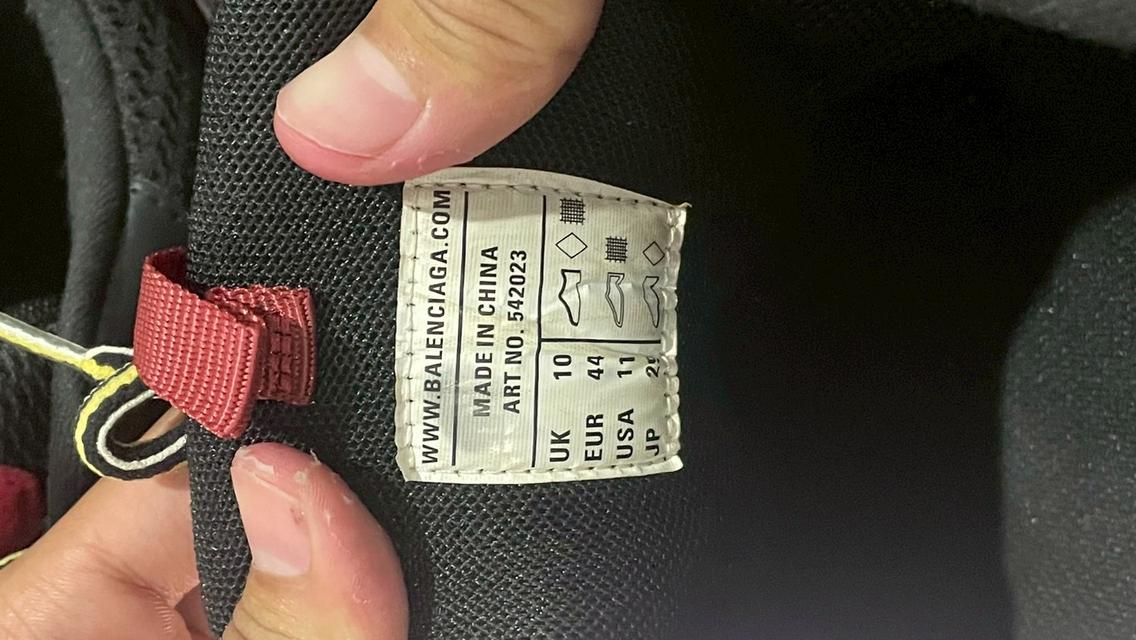 WWW.BALENCIAGA.COM
MADE IN CHINA
ART NO. 542023
UK 10
EUR 44
USA 11
JP